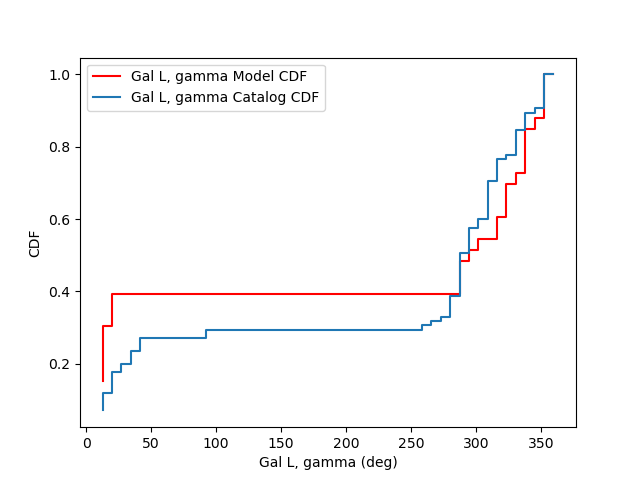 Gal L, gamma Model CDF
Gal L, gamma Catalog CDF
CDF
1.0
0.8
0.6
0.4
0.2
0 50 100 150 200 250 300 350
Gal L, gamma (deg)